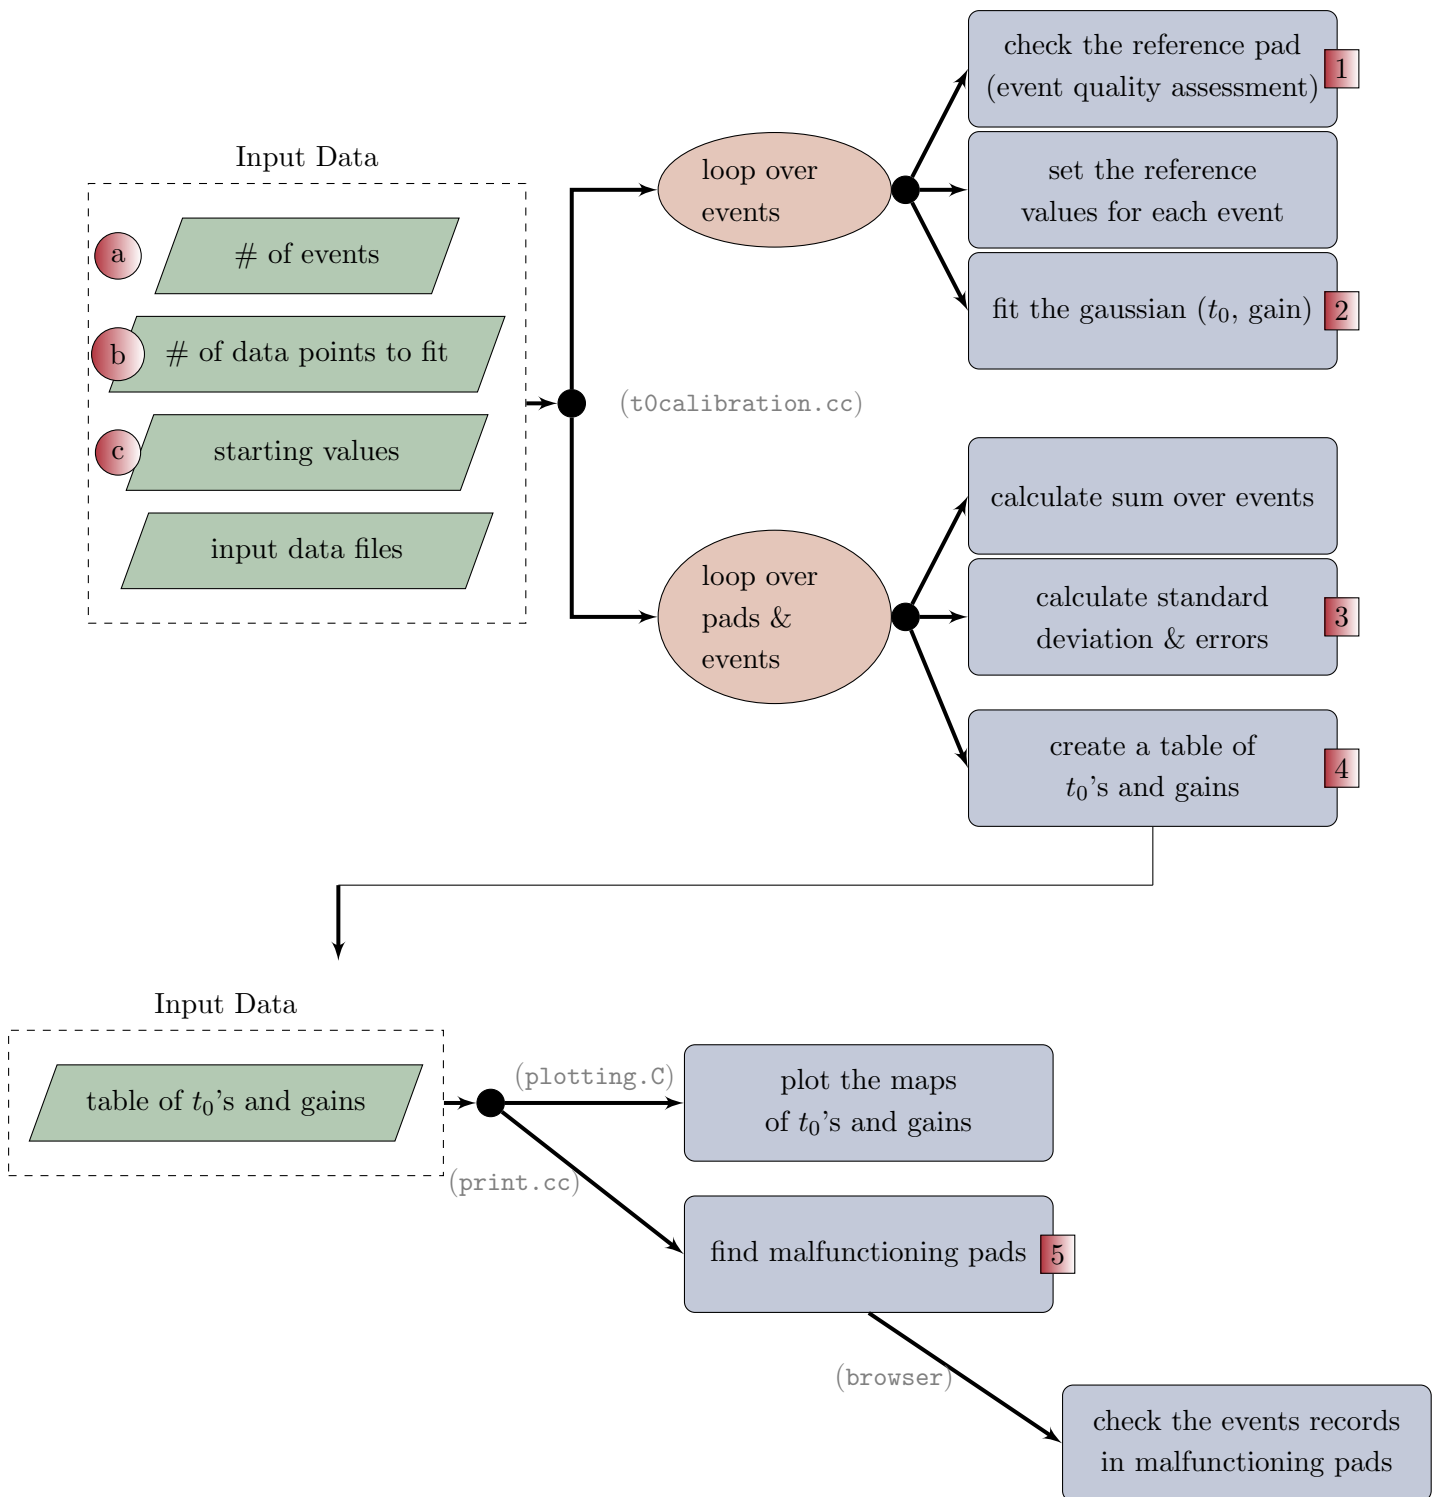 Input Data
a
# of events
b
# of data points to fit
c
starting values
input data files
(t0calibration.cc)
loop over
events
check the reference pad
(event quality assessment)
1
set the reference
values for each event
fit the gaussian (t₀, gain)
2
loop over
pads &
events
calculate sum over events
calculate standard
deviation & errors
3
create a table of
t₀'s and gains
4
Input Data
table of t₀'s and gains
(plotting.C)
plot the maps
of t₀'s and gains
(print.cc)
find malfunctioning pads
5
(browser)
check the events records
in malfunctioning pads